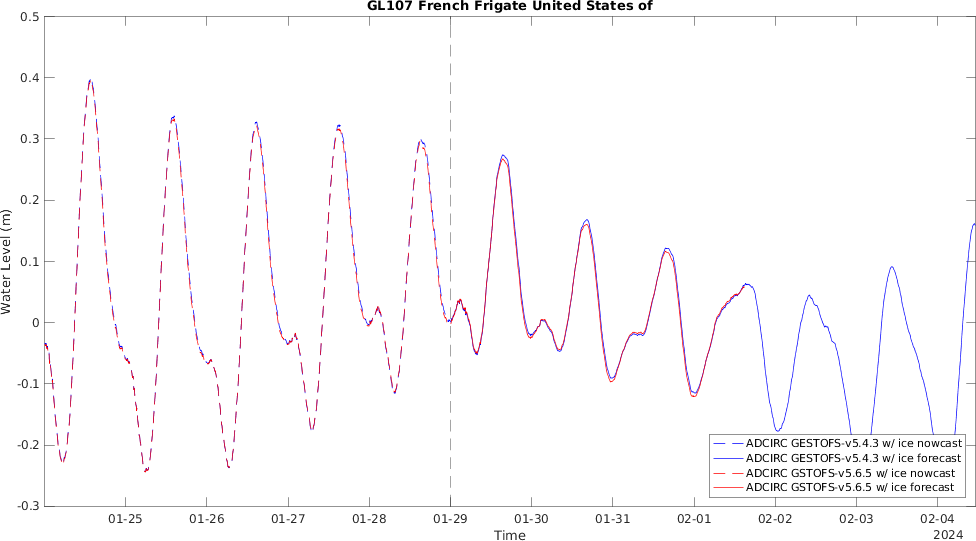 GL107 French Frigate United States of
0.5
0.4
0.3
0.2
0.1
0
-0.1
-0.2
-0.3
Water Level (m)
01-25 01-26 01-27 01-28 01-29 01-30 01-31 02-01 02-02 02-03 02-04
Time
2024
ADCIRC GESTOFS-v5.4.3 w/ ice nowcast
ADCIRC GESTOFS-v5.4.3 w/ ice forecast
ADCIRC GSTOFS-v5.6.5 w/ ice nowcast
ADCIRC GSTOFS-v5.6.5 w/ ice forecast